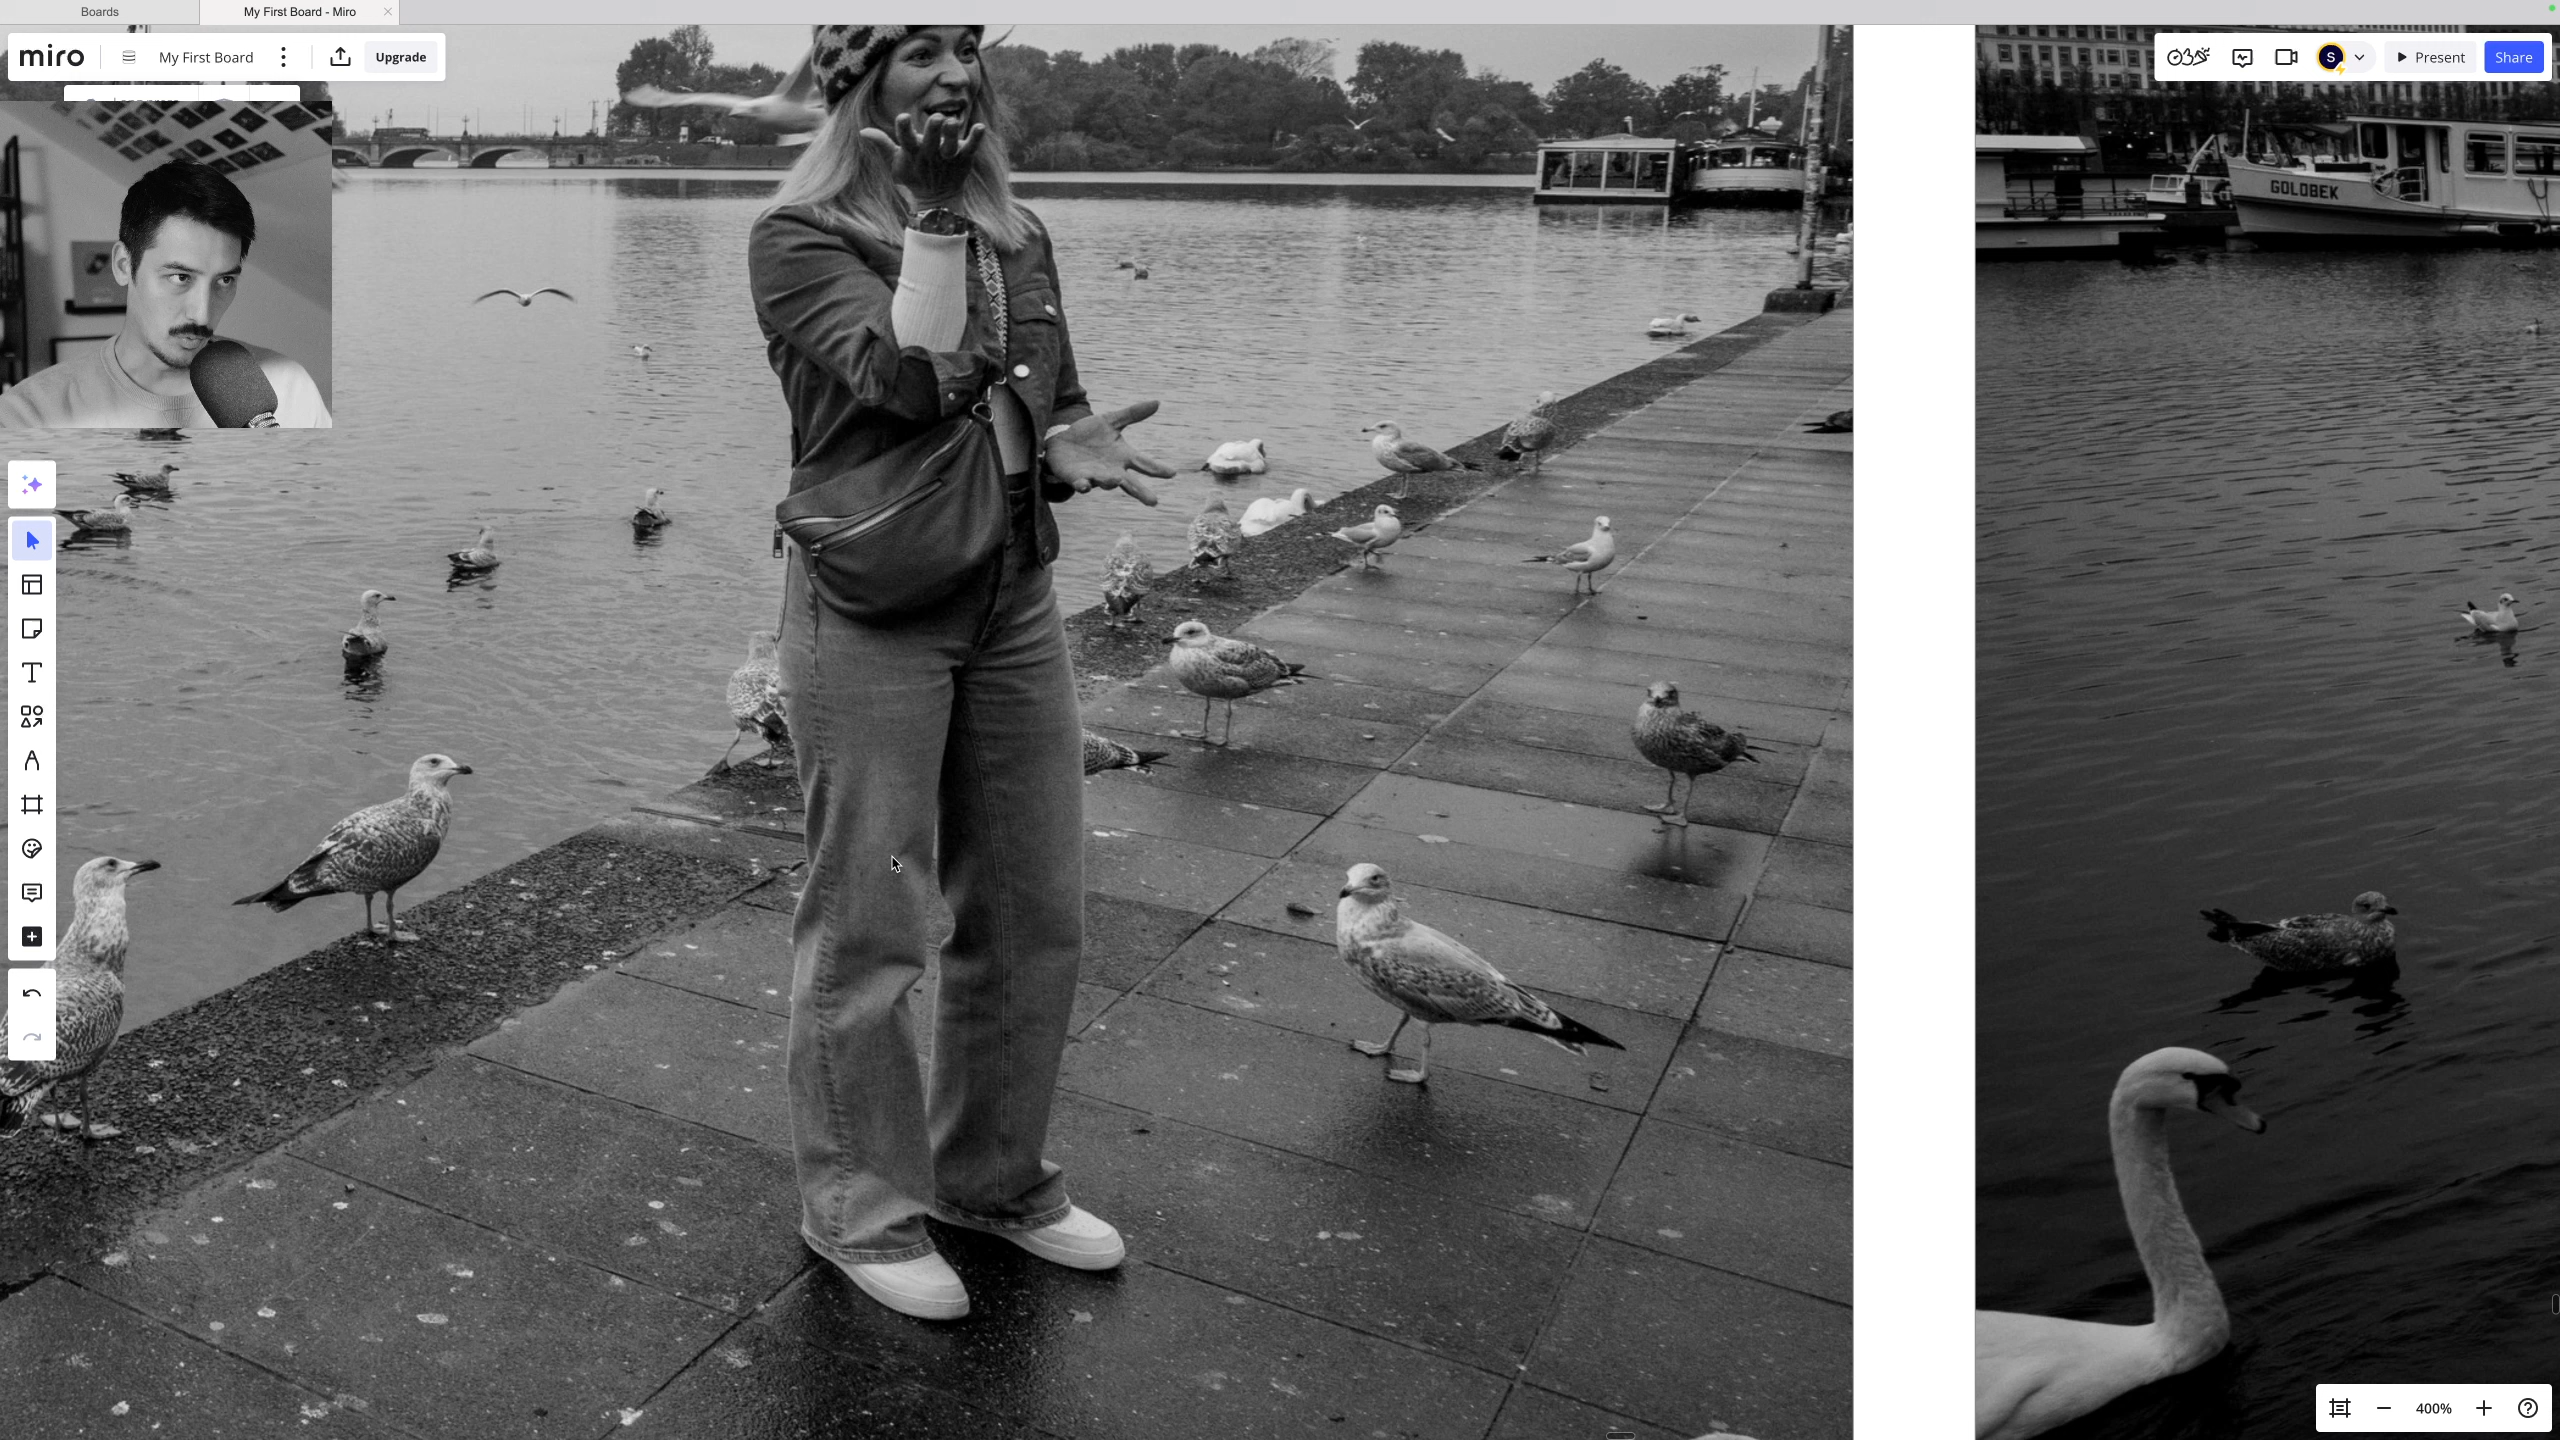 Boards
My First Board - Miro
miro
My First Board
Upgrade
S
Present
Share
GOLDBEK
400%